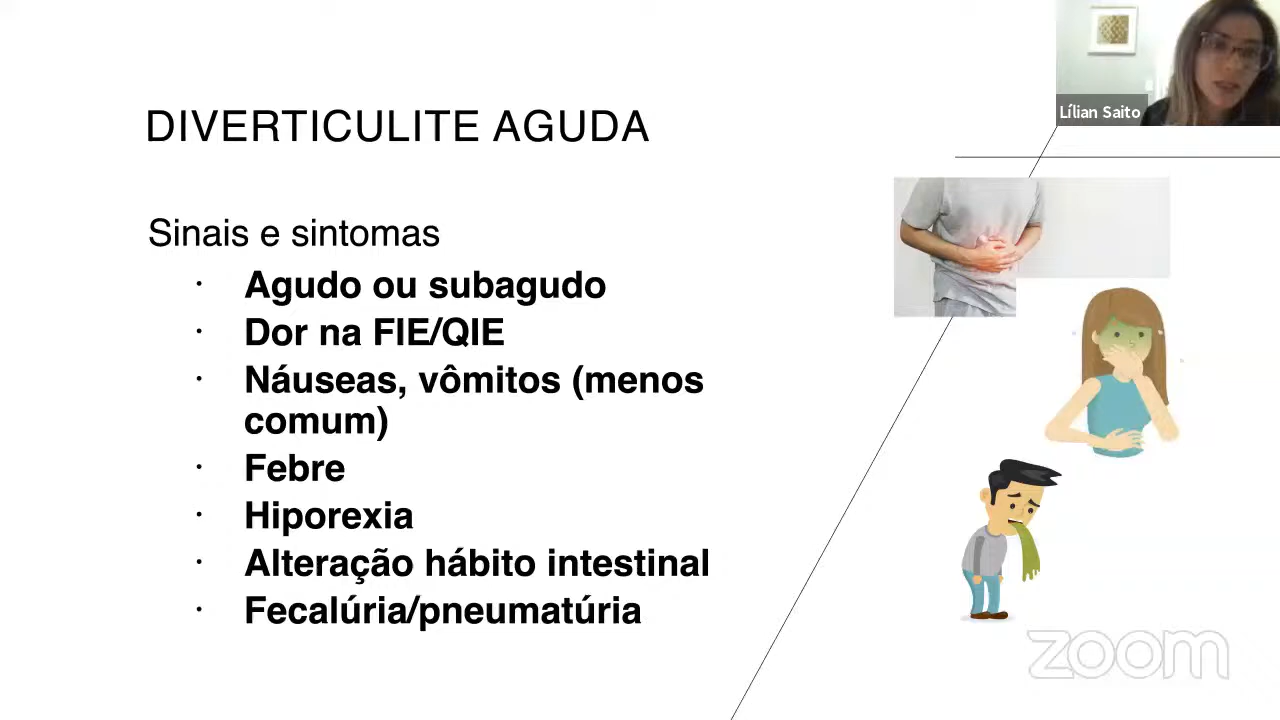 Lílian Saito
DIVERTICULITE AGUDA
Sinais e sintomas
· Agudo ou subagudo
· Dor na FIE/QIE
· Náuseas, vômitos (menos
comum)
· Febre
· Hiporexia
· Alteração hábito intestinal
· Fecalúria/pneumatúria
zoom